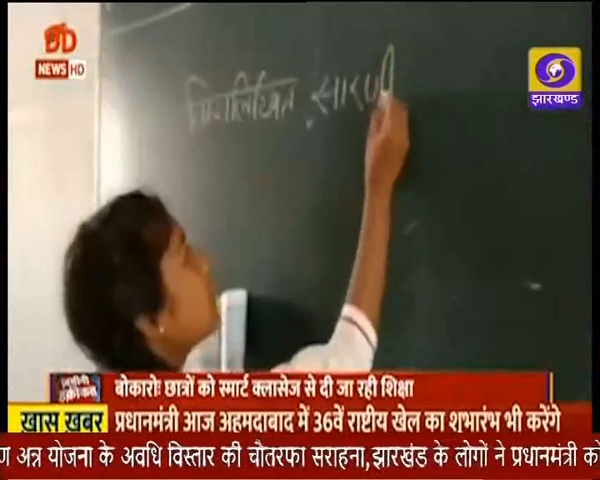 DD
NEWS HD
झारखण्ड
निम्नलिखित सारणी
बोकारोः छात्रों को स्मार्ट क्लासेज से दी जा रही शिक्षा
खास खबर
प्रधानमंत्री आज अहमदाबाद में 36वें राष्टीय खेल का शुभारंभ भी करेंगे
ण अन्न योजना के अवधि विस्तार की चौतरफा सराहना,झारखंड के लोगों ने प्रधानमंत्री को